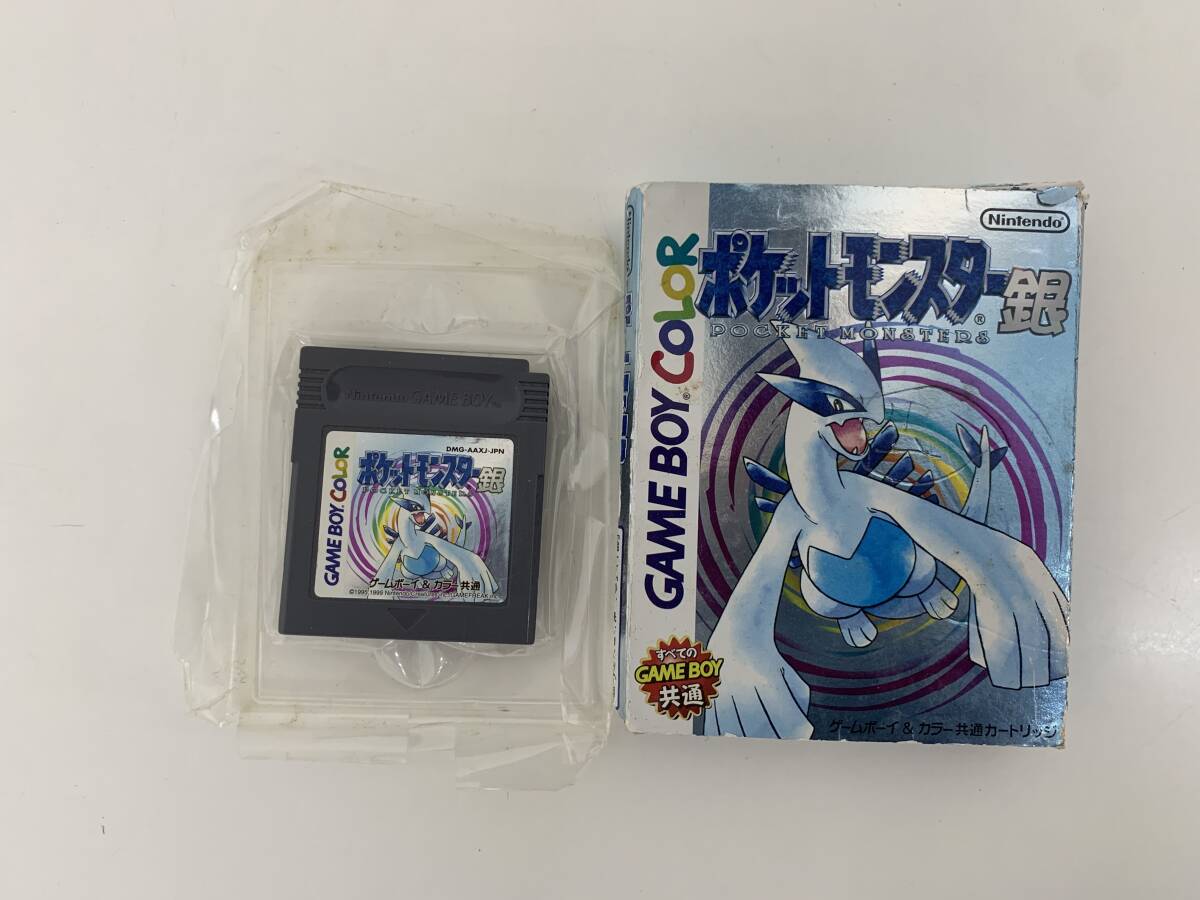 Nintendo GAME BOY
DMG-AAXJ-JPN
ポケットモンスター銀
POCKET MONSTERS
GAME BOY COLOR
ゲームボーイ & カラー共通
Nintendo
ポケットモンスター銀
POCKET MONSTERS
GAME BOY COLOR
すべての
GAME BOY
共通
ゲームボーイ & カラー共通カートリッジ